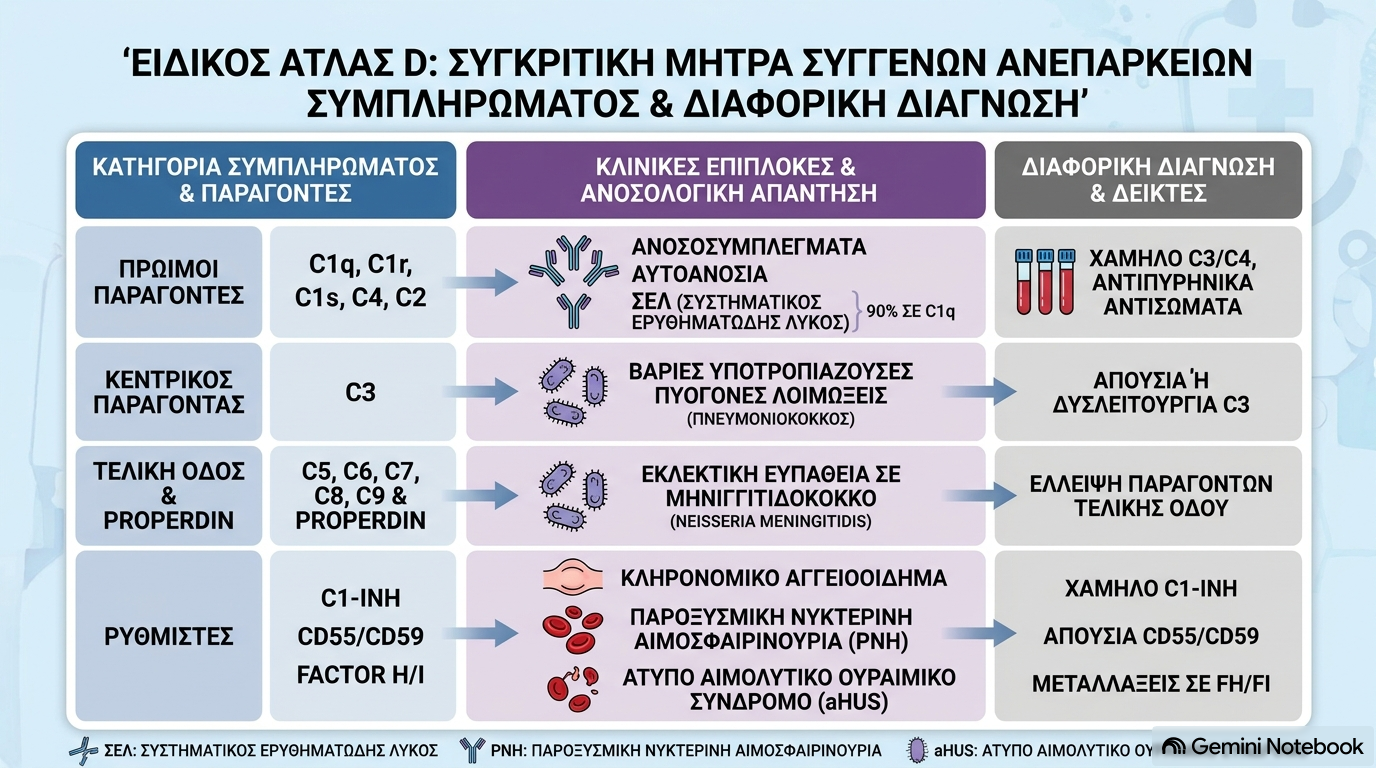 ‘ΕΙΔΙΚΟΣ ΑΤΛΑΣ D: ΣΥΓΚΡΙΤΙΚΗ ΜΗΤΡΑ ΣΥΓΓΕΝΩΝ ΑΝΕΠΑΡΚΕΙΩΝ
ΣΥΜΠΛΗΡΩΜΑΤΟΣ & ΔΙΑΦΟΡΙΚΗ ΔΙΑΓΝΩΣΗ’
ΚΑΤΗΓΟΡΙΑ ΣΥΜΠΛΗΡΩΜΑΤΟΣ
& ΠΑΡΑΓΟΝΤΕΣ
ΚΛΙΝΙΚΕΣ ΕΠΙΠΛΟΚΕΣ &
ΑΝΟΣΟΛΟΓΙΚΗ ΑΠΑΝΤΗΣΗ
ΔΙΑΦΟΡΙΚΗ ΔΙΑΓΝΩΣΗ
& ΔΕΙΚΤΕΣ
ΠΡΩΙΜΟΙ
ΠΑΡΑΓΟΝΤΕΣ
C1q, C1r,
C1s, C4, C2
ΑΝΟΣΟΣΥΜΠΛΕΓΜΑΤΑ
ΑΥΤΟΑΝΟΣΙΑ
ΣΕΛ (ΣΥΣΤΗΜΑΤΙΚΟΣ
ΕΡΥΘΗΜΑΤΩΔΗΣ ΛΥΚΟΣ)
90% ΣΕ C1q
ΧΑΜΗΛΟ C3/C4,
ΑΝΤΙΠΥΡΗΝΙΚΑ
ΑΝΤΙΣΩΜΑΤΑ
ΚΕΝΤΡΙΚΟΣ
ΠΑΡΑΓΟΝΤΑΣ
C3
ΒΑΡΙΕΣ ΥΠΟΤΡΟΠΙΑΖΟΥΣΕΣ
ΠΥΟΓΟΝΕΣ ΛΟΙΜΩΞΕΙΣ
(ΠΝΕΥΜΟΝΙΟΚΟΚΚΟΣ)
ΑΠΟΥΣΙΑ Ή
ΔΥΣΛΕΙΤΟΥΡΓΙΑ C3
ΤΕΛΙΚΗ ΟΔΟΣ
&
PROPERDIN
C5, C6, C7,
C8, C9 &
PROPERDIN
ΕΚΛΕΚΤΙΚΗ ΕΥΠΑΘΕΙΑ ΣΕ
ΜΗΝΙΓΓΙΤΙΔΟΚΟΚΚΟ
(NEISSERIA MENINGITIDIS)
ΕΛΛΕΙΨΗ ΠΑΡΑΓΟΝΤΩΝ
ΤΕΛΙΚΗΣ ΟΔΟΥ
ΡΥΘΜΙΣΤΕΣ
C1-INH
CD55/CD59
FACTOR H/I
ΚΛΗΡΟΝΟΜΙΚΟ ΑΓΓΕΙΟΟΙΔΗΜΑ
ΠΑΡΟΞΥΣΜΙΚΗ ΝΥΚΤΕΡΙΝΗ
ΑΙΜΟΣΦΑΙΡΙΝΟΥΡΙΑ (PNH)
ΑΤΥΠΟ ΑΙΜΟΛΥΤΙΚΟ ΟΥΡΑΙΜΙΚΟ
ΣΥΝΔΡΟΜΟ (aHUS)
ΧΑΜΗΛΟ C1-INH
ΑΠΟΥΣΙΑ CD55/CD59
ΜΕΤΑΛΛΑΞΕΙΣ ΣΕ FH/FI
ΣΕΛ: ΣΥΣΤΗΜΑΤΙΚΟΣ ΕΡΥΘΗΜΑΤΩΔΗΣ ΛΥΚΟΣ
PNH: ΠΑΡΟΞΥΣΜΙΚΗ ΝΥΚΤΕΡΙΝΗ ΑΙΜΟΣΦΑΙΡΙΝΟΥΡΙΑ
aHUS: ΑΤΥΠΟ ΑΙΜΟΛΥΤΙΚΟ
Gemini Notebook